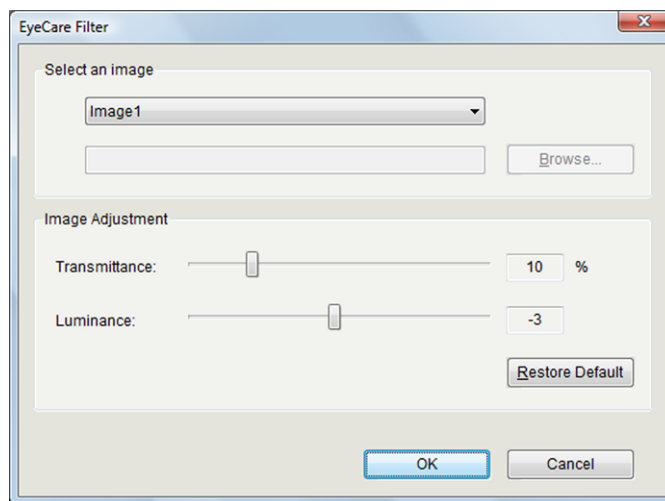 EyeCare Filter
Select an image
Image1
Browse...
Image Adjustment
Transmittance: 10 %
Luminance: -3
Restore Default
OK Cancel